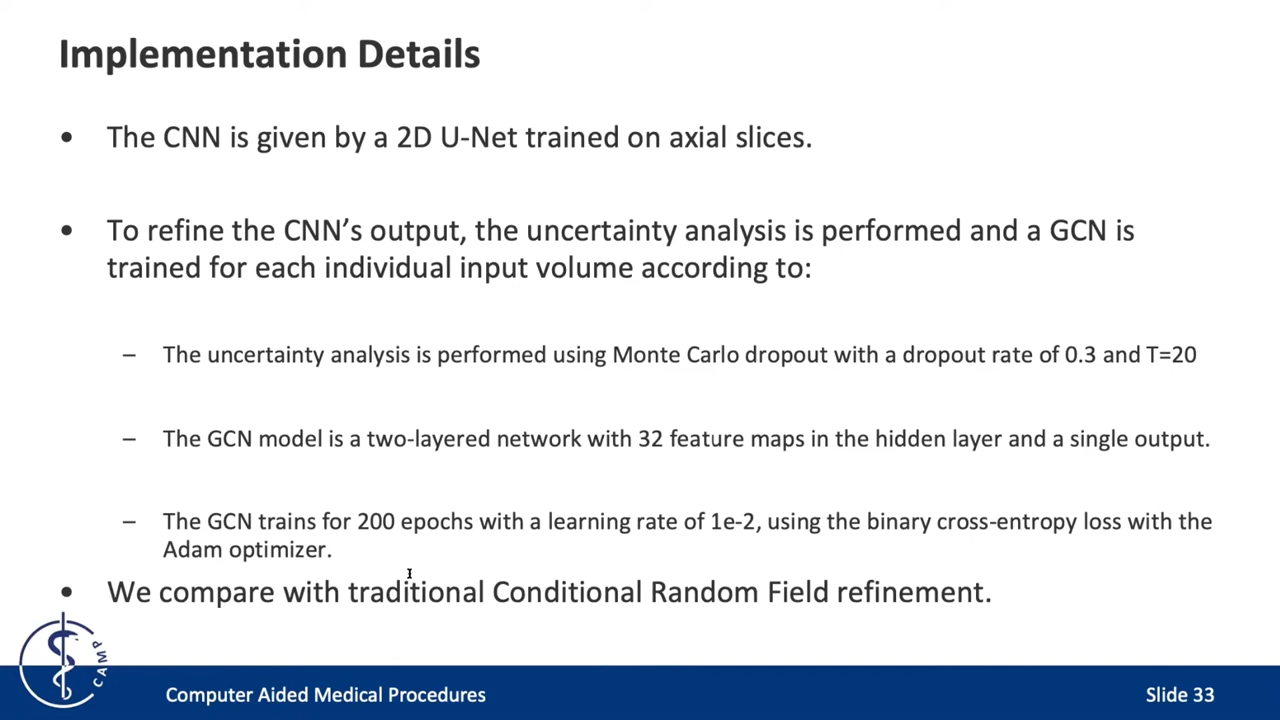 Implementation Details
• The CNN is given by a 2D U-Net trained on axial slices.
• To refine the CNN’s output, the uncertainty analysis is performed and a GCN is
trained for each individual input volume according to:
– The uncertainty analysis is performed using Monte Carlo dropout with a dropout rate of 0.3 and T=20
– The GCN model is a two-layered network with 32 feature maps in the hidden layer and a single output.
– The GCN trains for 200 epochs with a learning rate of 1e-2, using the binary cross-entropy loss with the
Adam optimizer.
• We compare with traditional Conditional Random Field refinement.
CAMP
Computer Aided Medical Procedures
Slide 33